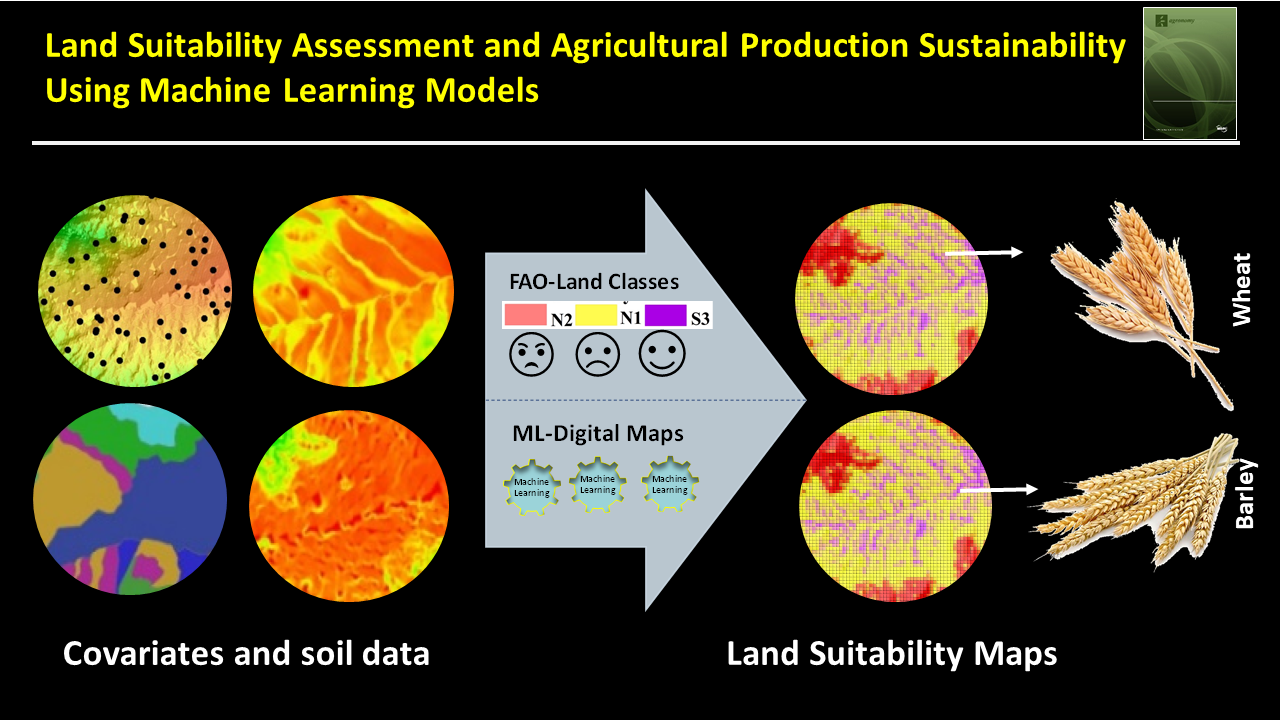 Land Suitability Assessment and Agricultural Production Sustainability
Using Machine Learning Models
agronomy
FAO-Land Classes
N2
N1
S3
ML-Digital Maps
Machine
Learning
Machine
Learning
Machine
Learning
Wheat
Barley
Covariates and soil data
Land Suitability Maps